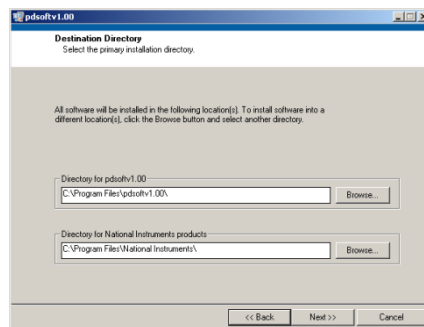 pdsoftv1.00
Destination Directory
Select the primary installation directory.
All software will be installed in the following location(s). To install software into a
different location(s), click the Browse button and select another directory.
Directory for pdsoftv1.00
C:\Program Files\pdsoftv1.00\
Browse...
Directory for National Instruments products
C:\Program Files\National Instruments\
Browse...
<< Back
Next >>
Cancel